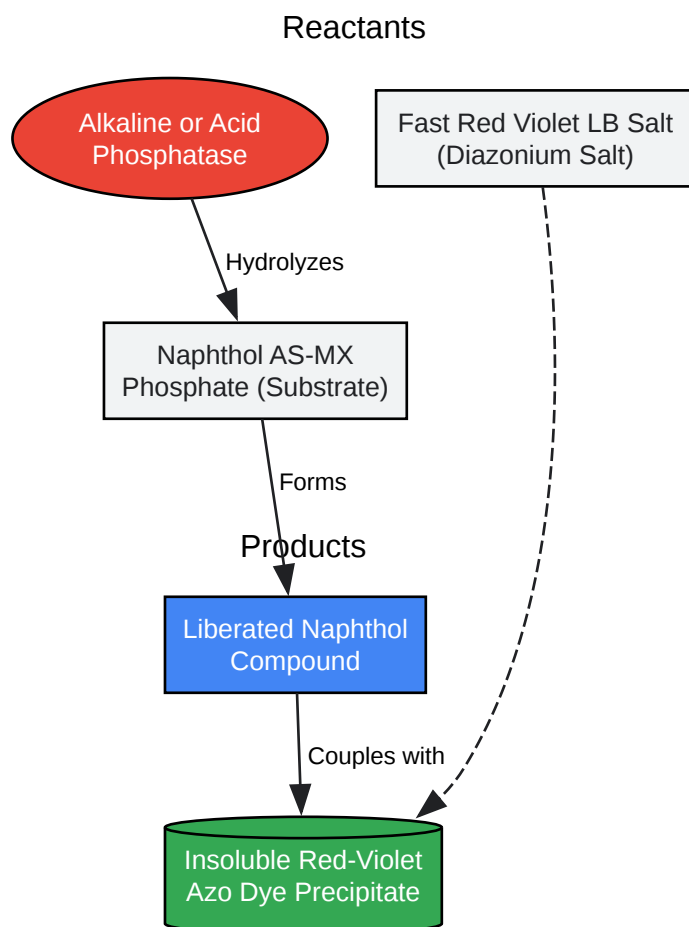 Reactants
Alkaline or Acid
Phosphatase
Fast Red Violet LB Salt
(Diazonium Salt)
Hydrolyzes
Naphthol AS-MX
Phosphate (Substrate)
Forms
Products
Liberated Naphthol
Compound
Couples with
Insoluble Red-Violet
Azo Dye Precipitate